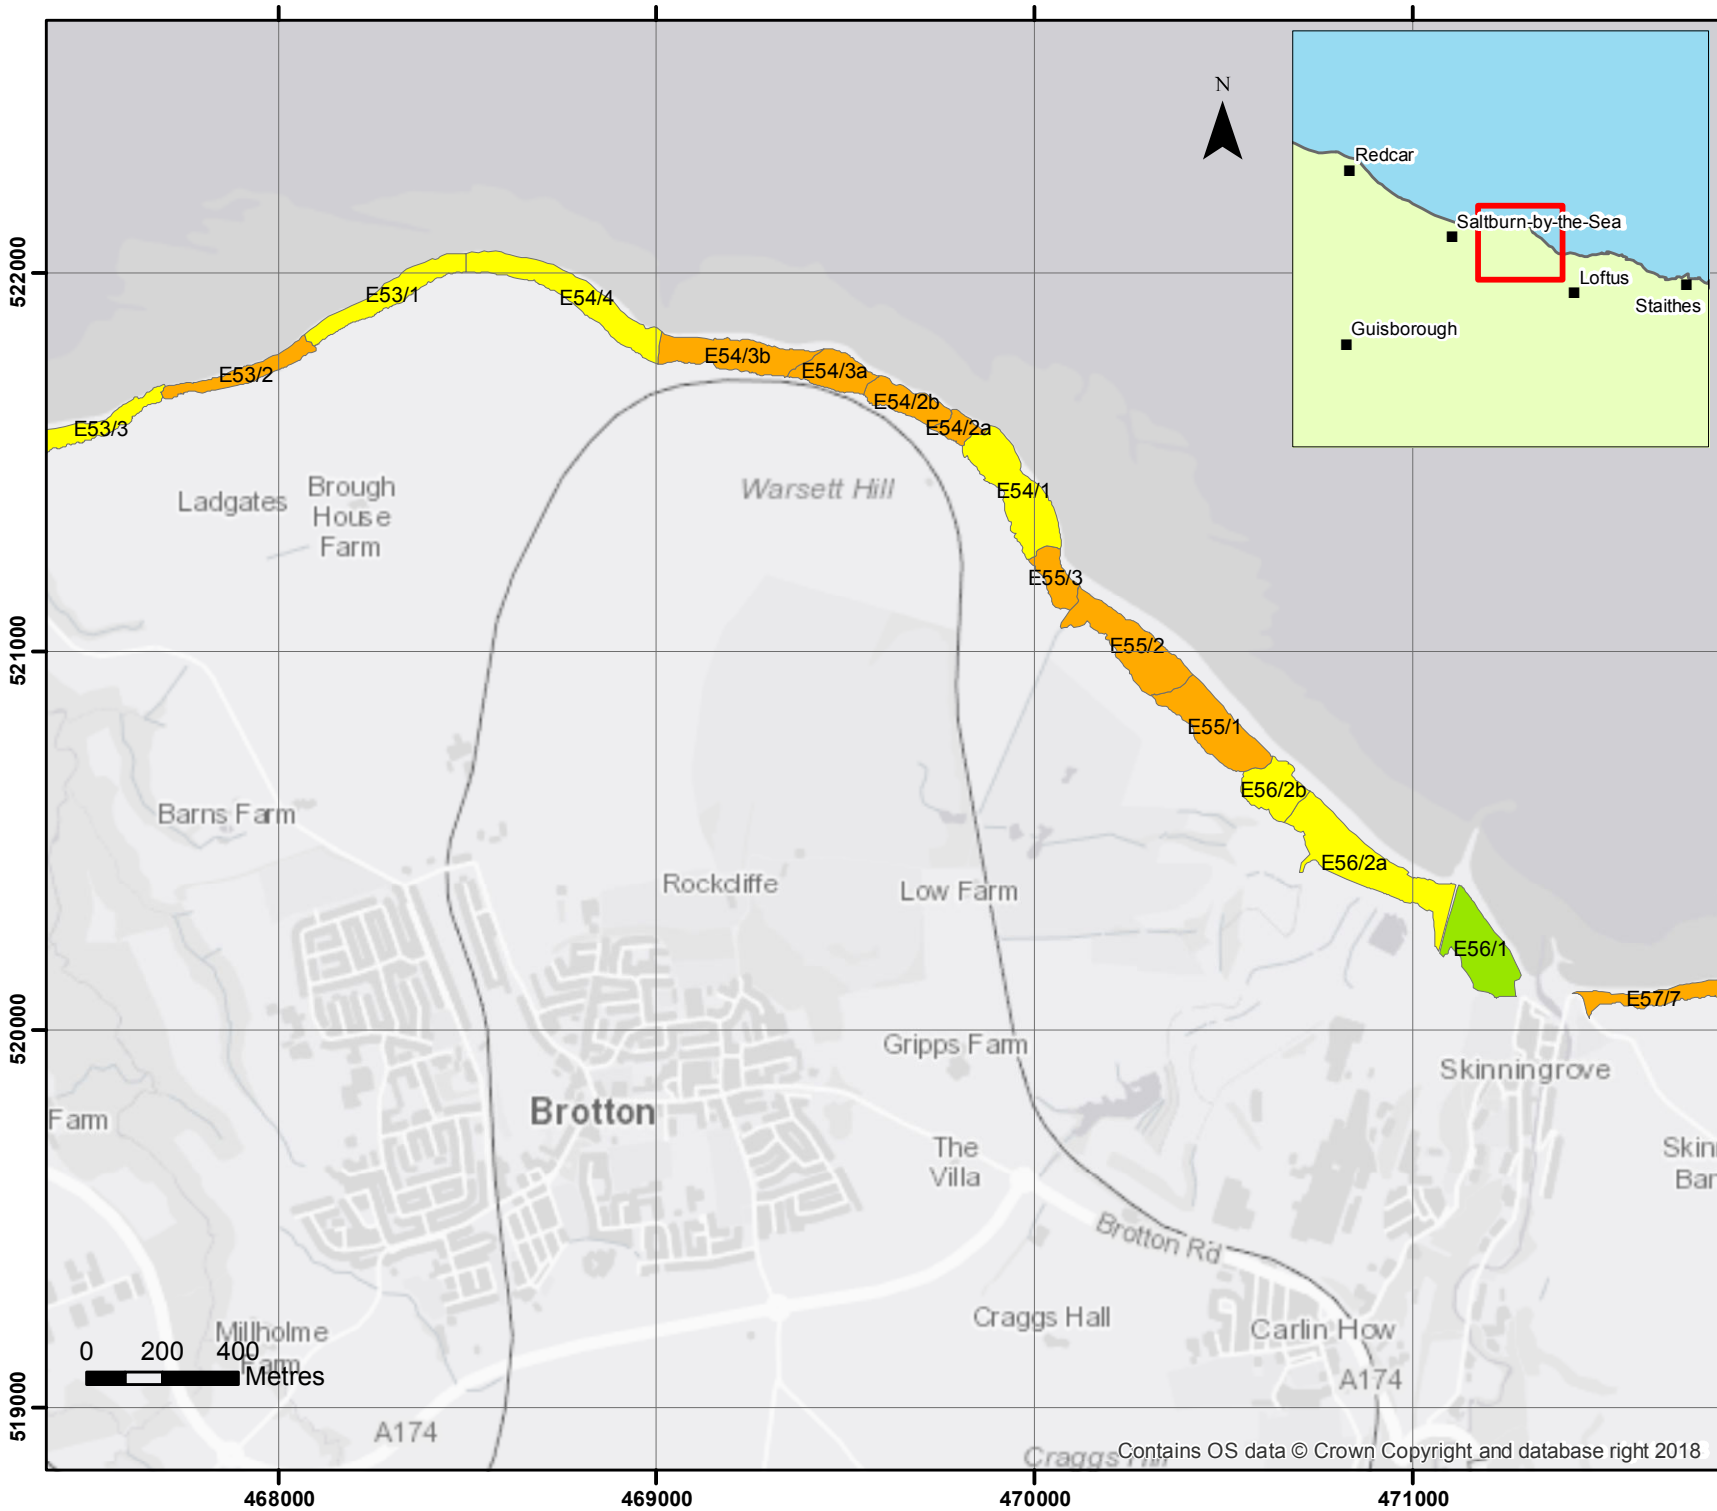 N
Redcar
Saltburn-by-the-Sea
Loftus
Staithes
Guisborough
522000
521000
520000
519000
E53/1
E54/4
E53/2
E53/3
E54/3b
E54/3a
E54/2b
E54/2a
E54/1
E55/3
E55/2
E55/1
E56/2b
E56/2a
E56/1
E57/7
Ladgates
Brough
House
Farm
Warsett Hill
Barns Farm
Rockcliffe
Low Farm
Gripps Farm
Skinningrove
Farm
Brotton
The
Villa
Skin
Bar
Brotton Rd
Craggs Hall
Carlin How
Millholme
Farm
0 200 400
Metres
A174
A174
Craggs
Contains OS data © Crown Copyright and database right 2018
468000 469000 470000 471000